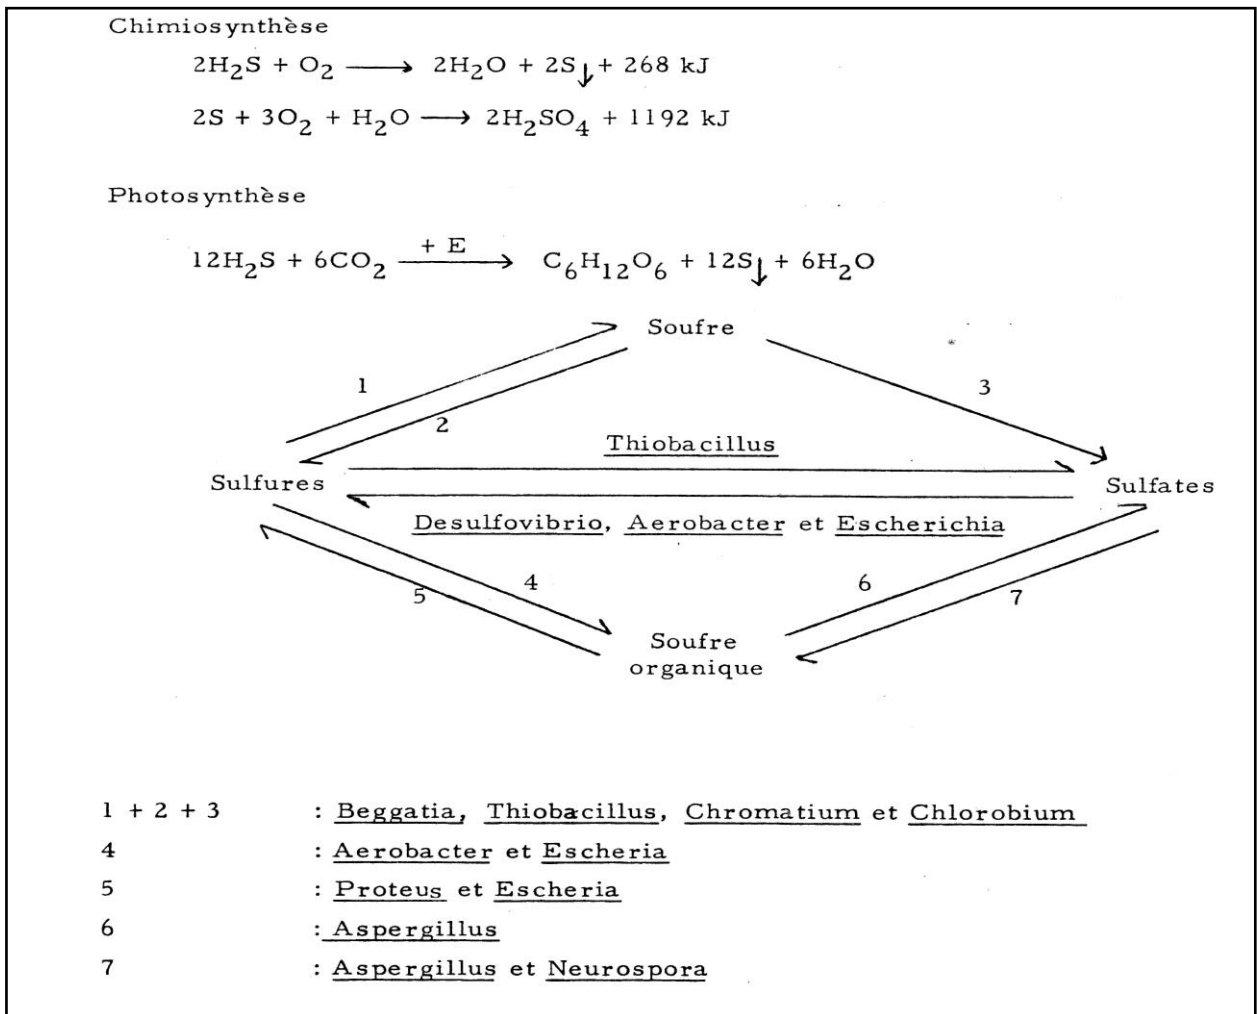 Chimiosynthèse
2H₂S + O₂ ⟶ 2H₂O + 2S↓ + 268 kJ
2S + 3O₂ + H₂O ⟶ 2H₂SO₄ + 1192 kJ
Photosynthèse
12H₂S + 6CO₂ + E ⟶ C₆H₁₂O₆ + 12S↓ + 6H₂O
Soufre
1
2
3
Thiobacillus
Sulfures
Sulfates
Desulfovibrio, Aerobacter et Escherichia
4
5
6
7
Soufre
organique
1 + 2 + 3 : Beggatia, Thiobacillus, Chromatium et Chlorobium
4 : Aerobacter et Escheria
5 : Proteus et Escheria
6 : Aspergillus
7 : Aspergillus et Neurospora